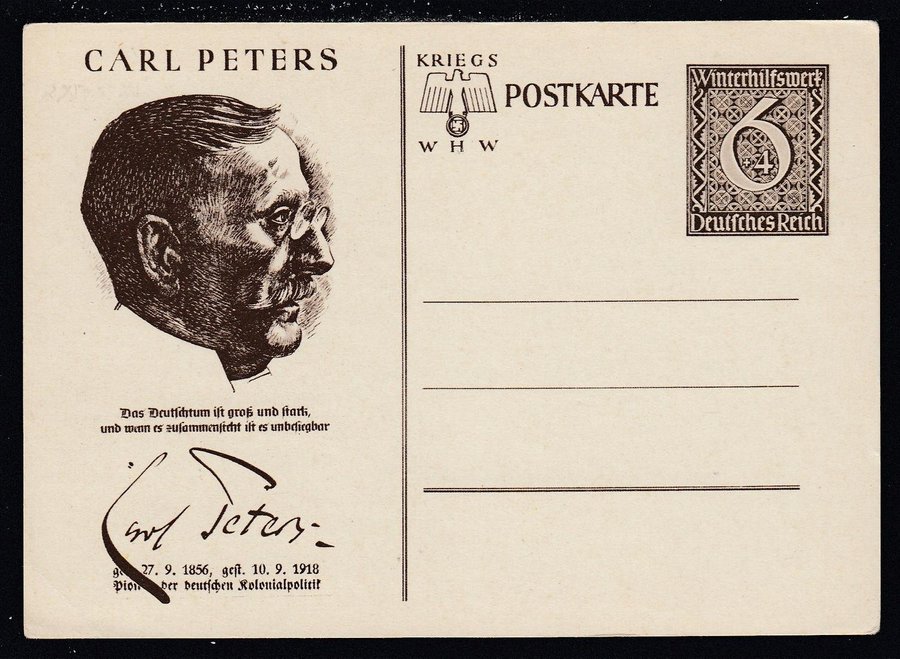 CARL PETERS
Das Deutschtum ist groß und stark,
und wenn es zusammensteht ist es unbesiegbar
Carl Peters
27. 9. 1856, gest. 10. 9. 1918
der deutschen Kolonialpolitik
KRIEGS
WHW
POSTKARTE
Winterhilfswerk
6
+4
Deutsches Reich